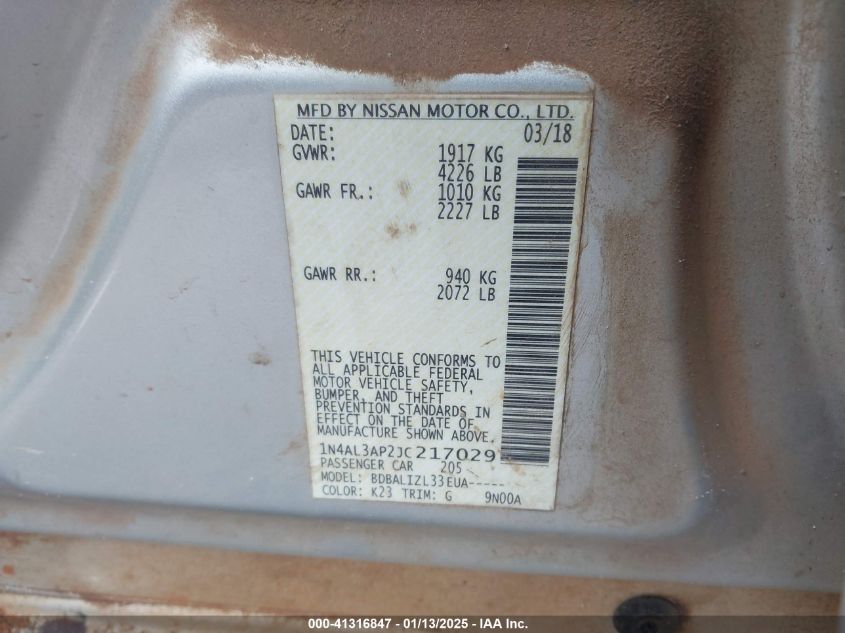 MFD BY NISSAN MOTOR CO., LTD.
DATE: 03/18
GVWR: 1917 KG
4226 LB
GAWR FR.: 1010 KG
2227 LB
GAWR RR.: 940 KG
2072 LB
THIS VEHICLE CONFORMS TO
ALL APPLICABLE FEDERAL
MOTOR VEHICLE SAFETY,
BUMPER, AND THEFT
PREVENTION STANDARDS IN
EFFECT ON THE DATE OF
MANUFACTURE SHOWN ABOVE.
1N4AL3AP2JC217029
PASSENGER CAR 205
MODEL: BDBALIZL33EUA-----
COLOR: K23 TRIM: G 9N00A
000-41316847 — 01/13/2025 — IAA Inc.